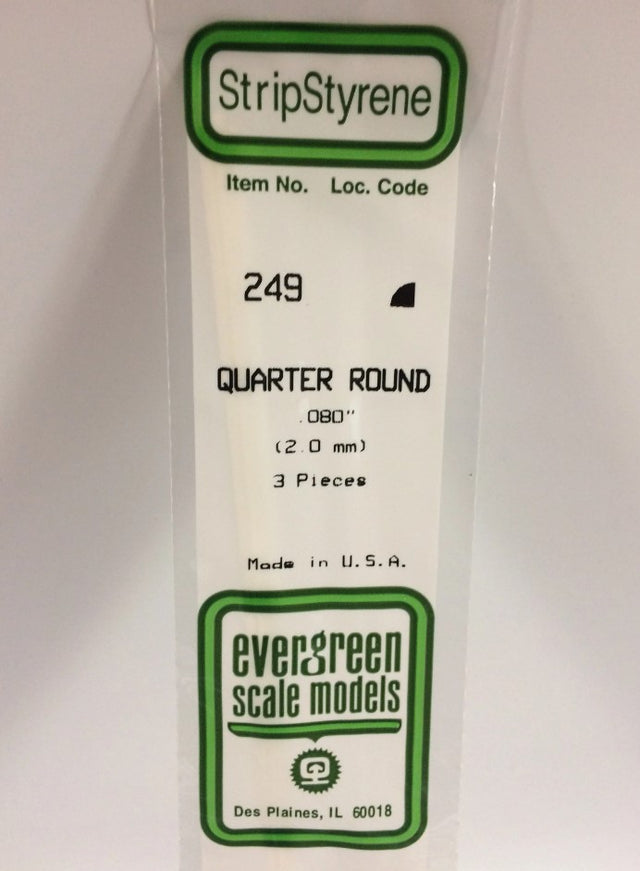 StripStyrene
Item No. Loc. Code
249
QUARTER ROUND
.080"
(2.0 mm)
3 Pieces
Made in U.S.A.
evergreen
scale models
Des Plaines, IL 60018